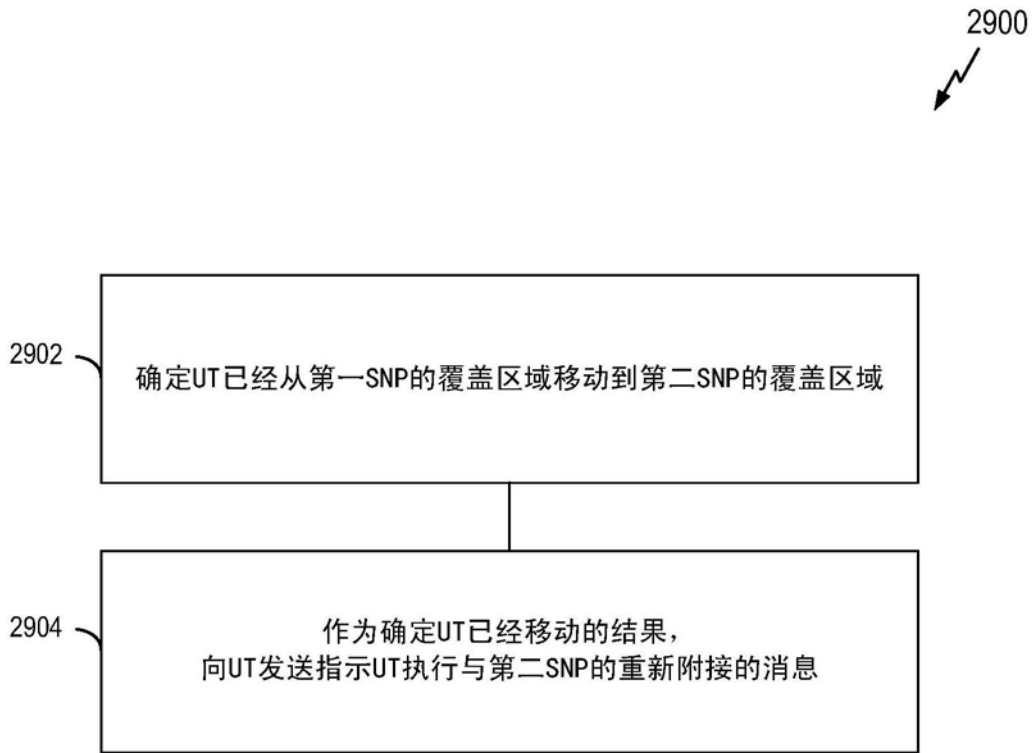 2900
2902
确定UT已经从第一SNP的覆盖区域移动到第二SNP的覆盖区域
2904
作为确定UT已经移动的结果，
向UT发送指示UT执行与第二SNP的重新附接的消息